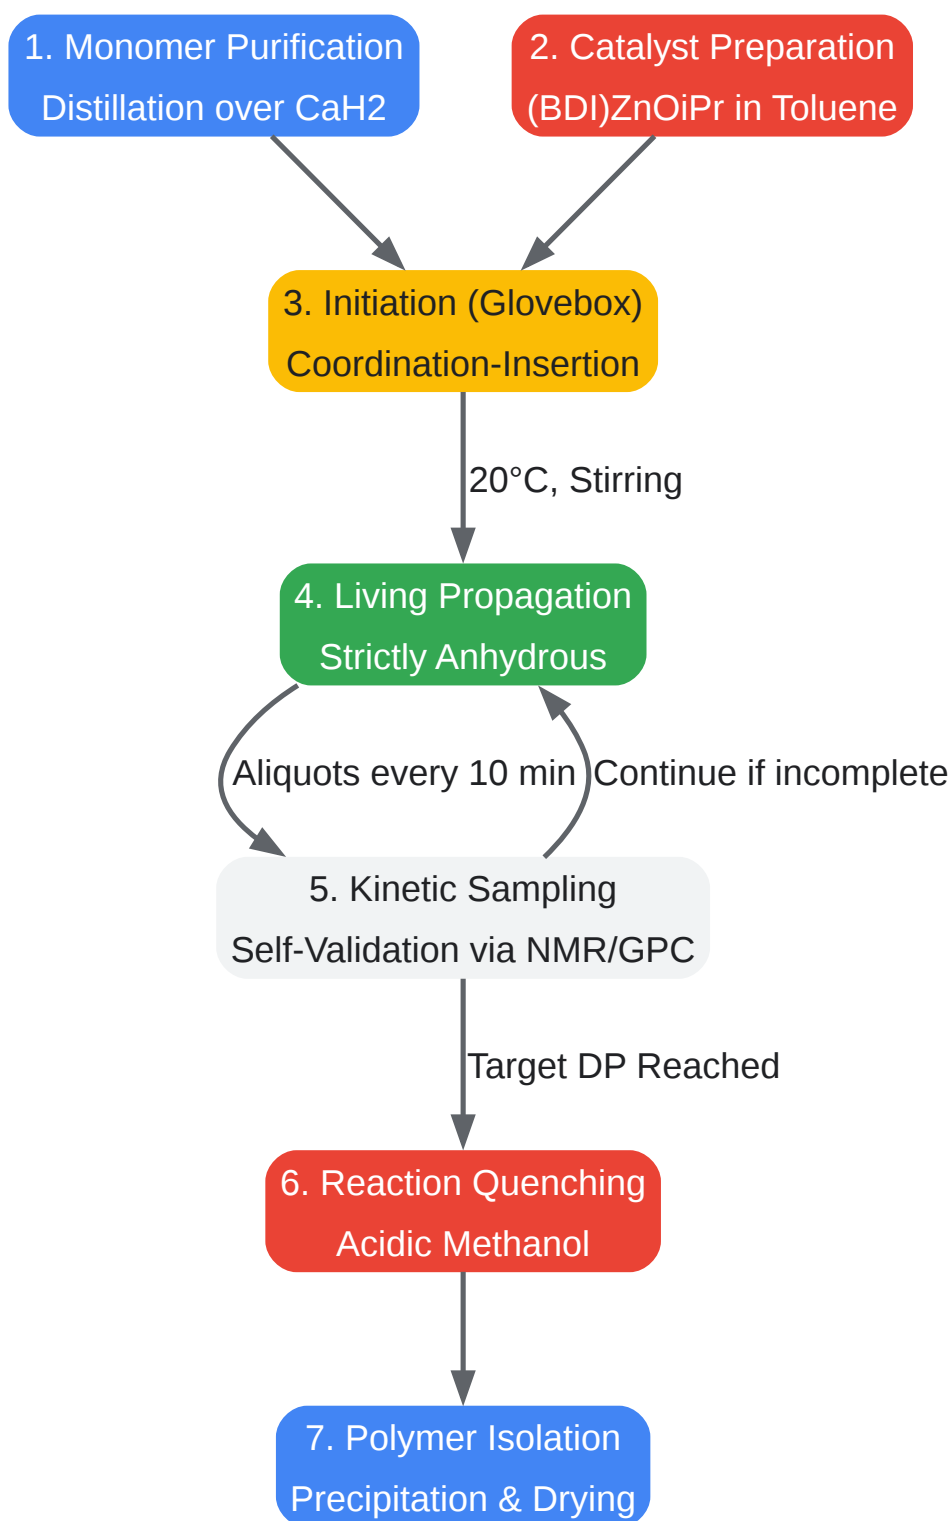 1. Monomer Purification
Distillation over CaH2
2. Catalyst Preparation
(BDI)ZnOiPr in Toluene
3. Initiation (Glovebox)
Coordination-Insertion
20°C, Stirring
4. Living Propagation
Strictly Anhydrous
Aliquots every 10 min
Continue if incomplete
5. Kinetic Sampling
Self-Validation via NMR/GPC
Target DP Reached
6. Reaction Quenching
Acidic Methanol
7. Polymer Isolation
Precipitation & Drying